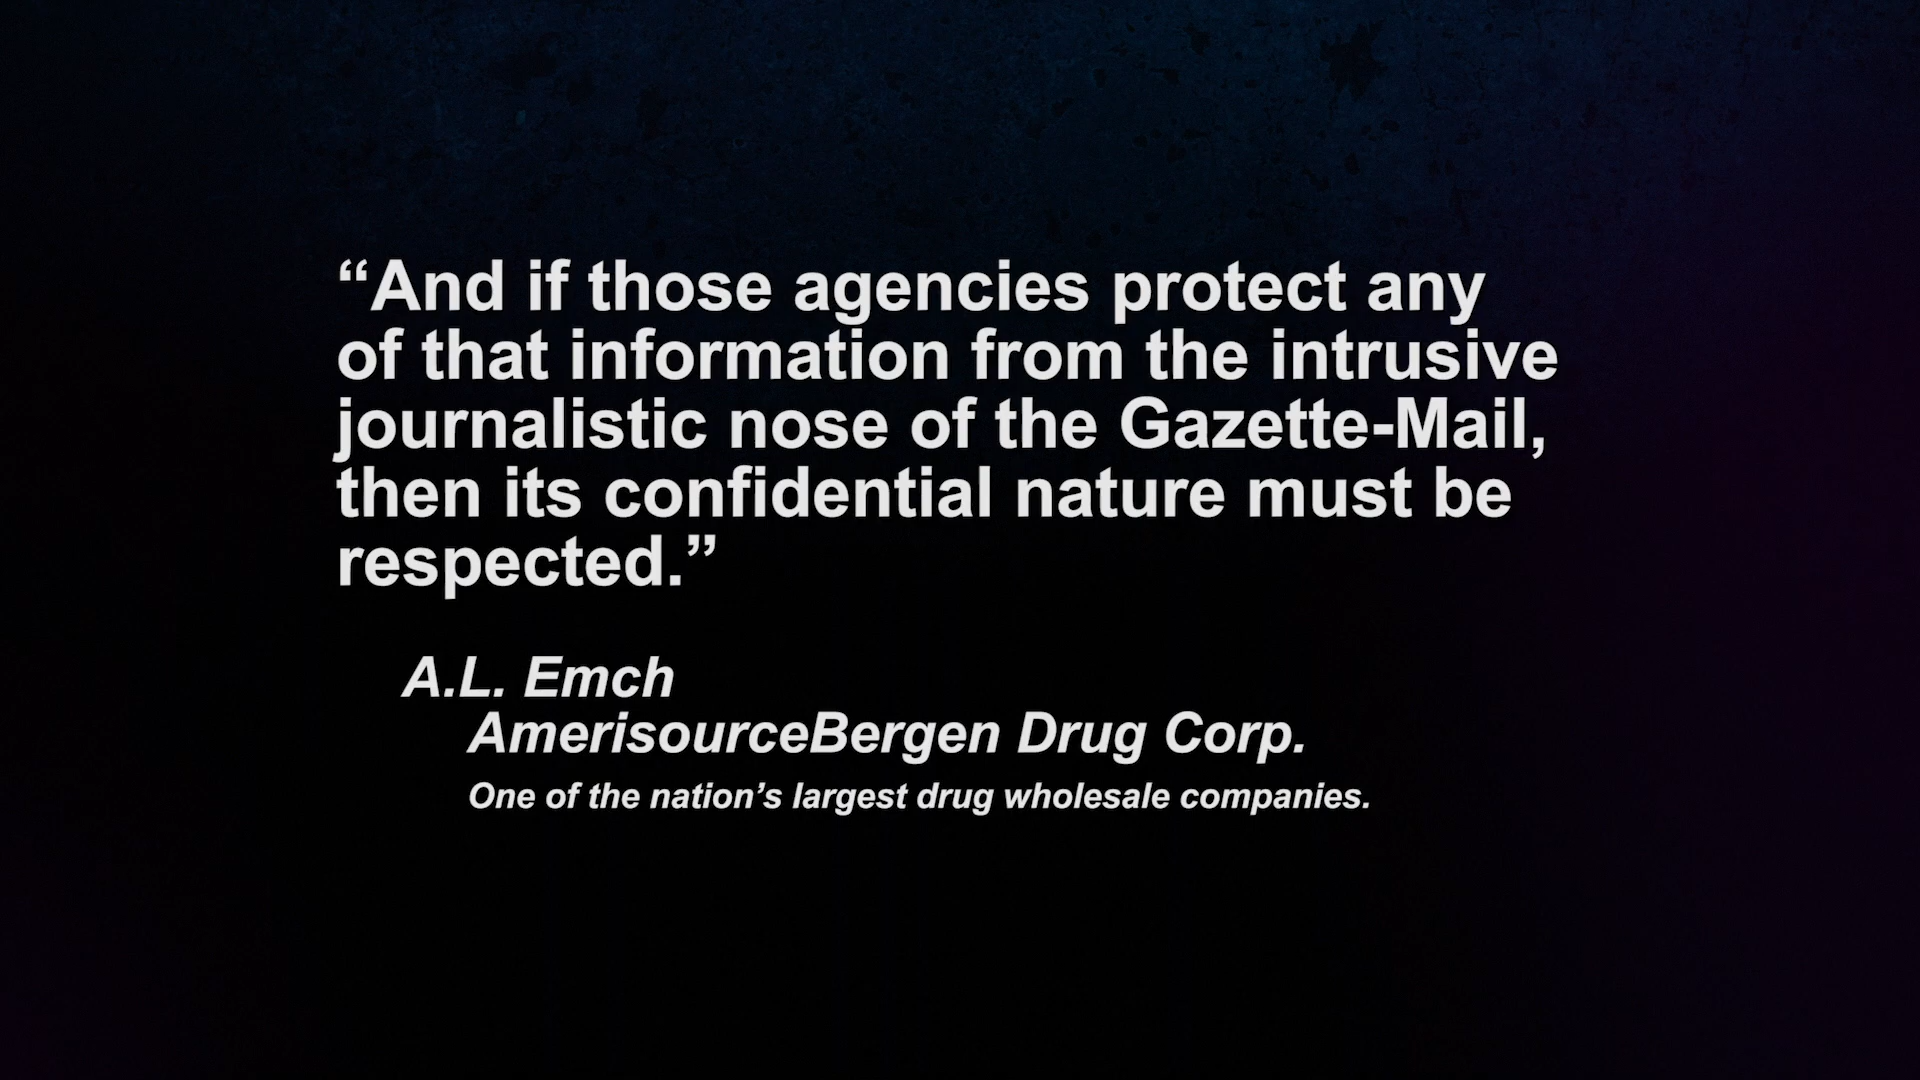 “And if those agencies protect any
of that information from the intrusive
journalistic nose of the Gazette-Mail,
then its confidential nature must be
respected.”
A.L. Emch
AmerisourceBergen Drug Corp.
One of the nation’s largest drug wholesale companies.